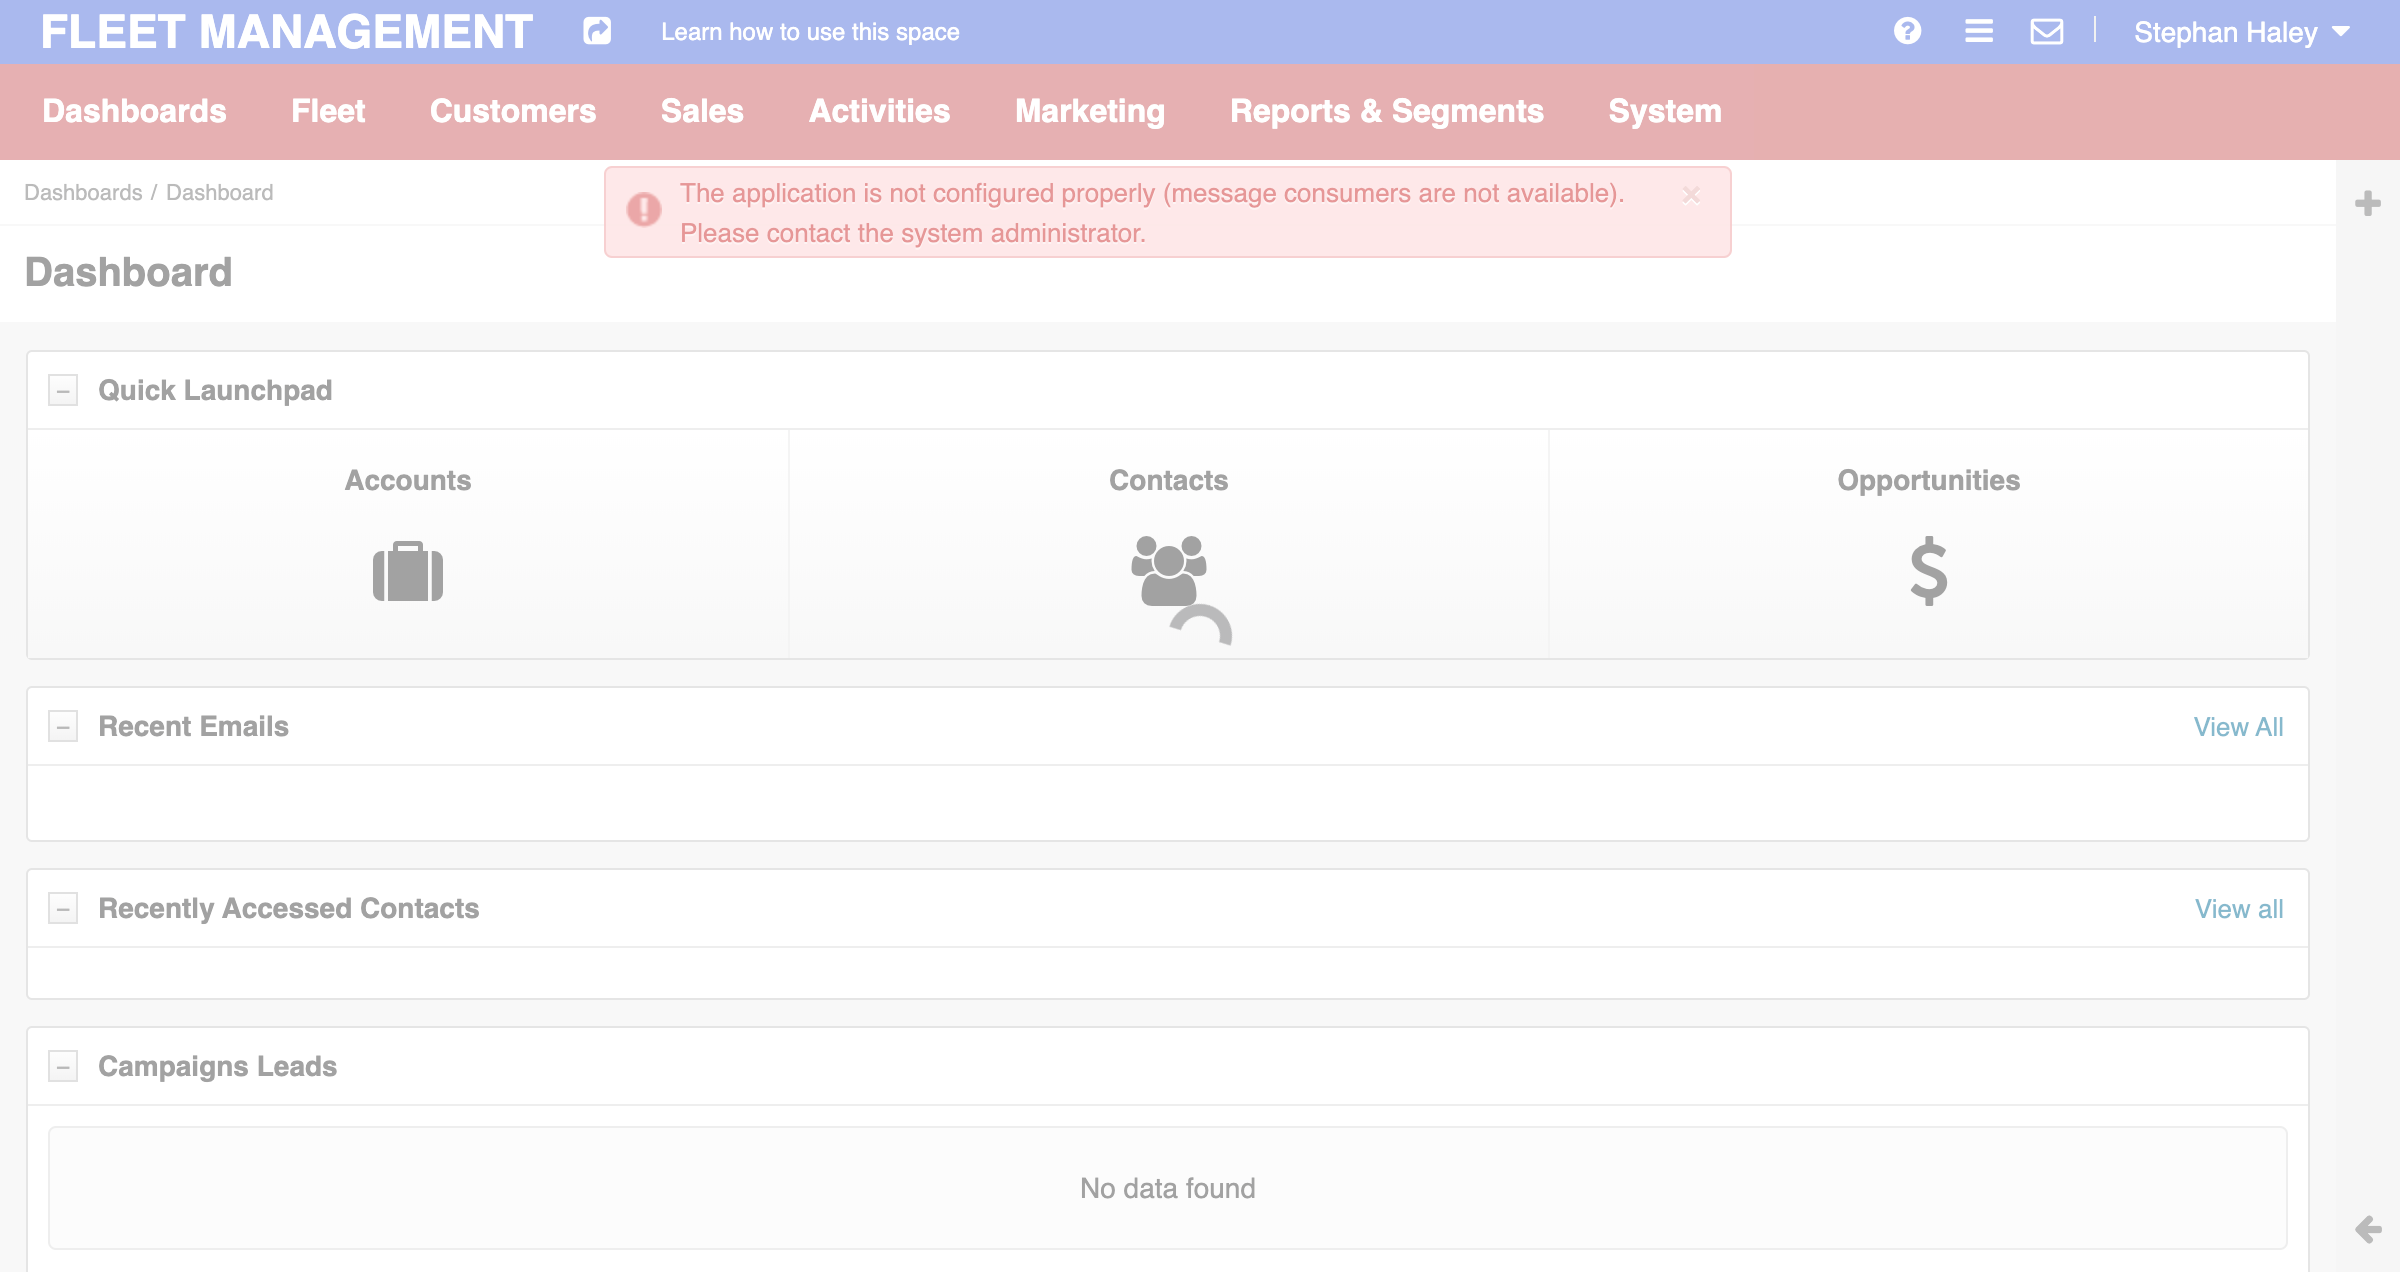 FLEET MANAGEMENT
Learn how to use this space
Stephan Haley
Dashboards
Fleet
Customers
Sales
Activities
Marketing
Reports & Segments
System
Dashboards / Dashboard
The application is not configured properly (message consumers are not available).
Please contact the system administrator.
Dashboard
Quick Launchpad
Accounts
Contacts
Opportunities
Recent Emails
View All
Recently Accessed Contacts
View all
Campaigns Leads
No data found